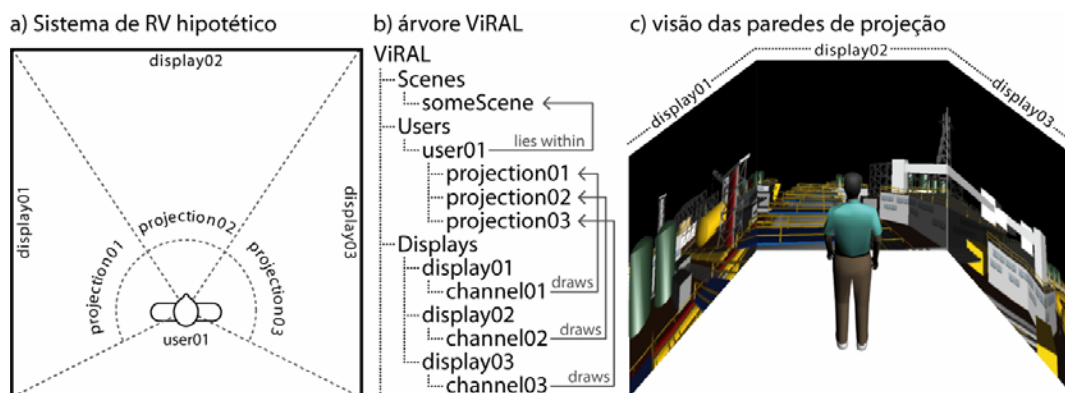 a) Sistema de RV hipotético
display02
display01
display03
projection01
projection02
projection03
user01
b) árvore ViRAL
ViRAL
Scenes
someScene
Users
lies within
user01
projection01
projection02
projection03
Displays
display01
channel01
draws
display02
channel02
draws
display03
channel03
draws
c) visão das paredes de projeção
display01
display02
display03